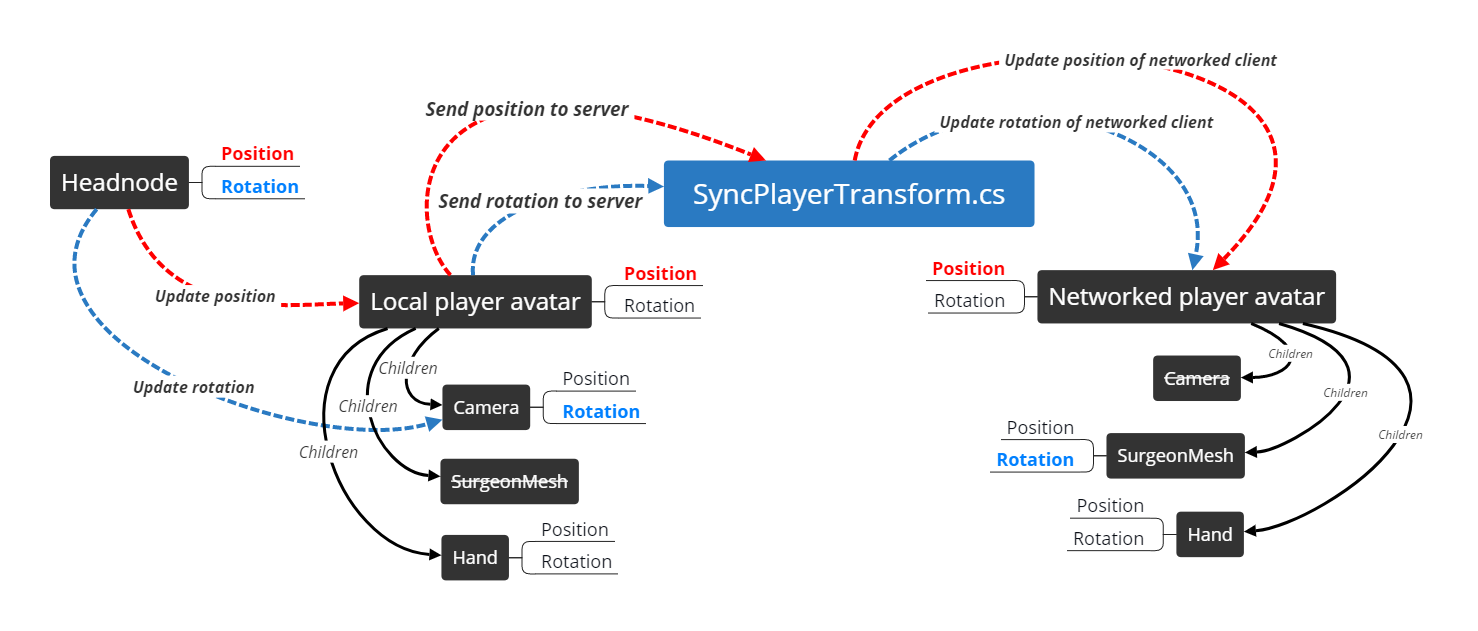 Update position of networked client
Send position to server
Update rotation of networked client
Headnode
Position
Rotation
Send rotation to server
SyncPlayerTransform.cs
Update position
Local player avatar
Position
Rotation
Position
Rotation
Networked player avatar
Update rotation
Children
Children
Children
Camera
Position
Rotation
SurgeonMesh
Hand
Position
Rotation
Children
Children
Children
Camera
Position
Rotation
SurgeonMesh
Position
Rotation
Hand